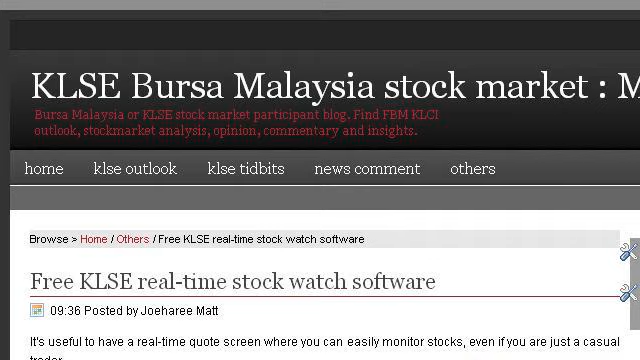 KLSE Bursa Malaysia stock market : M
Bursa Malaysia or KLSE stock market participant blog. Find FBM KLCI
outlook, stockmarket analysis, opinion, commentary and insights.
home klse outlook klse tidbits news comment others
Browse > Home / Others / Free KLSE real-time stock watch software
Free KLSE real-time stock watch software
09:36 Posted by Joeharee Matt
It's useful to have a real-time quote screen where you can easily monitor stocks, even if you are just a casual
trader.